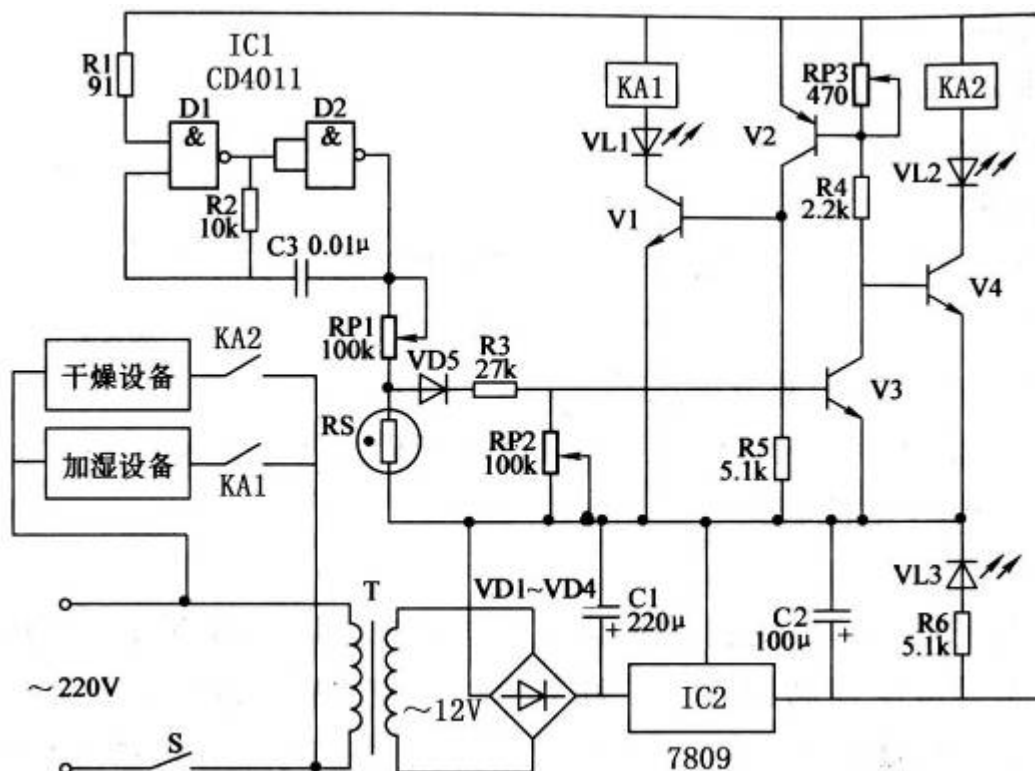 IC1
CD4011
R1
91
D1
&
D2
&
R2
10k
C3 0.01μ
KA1
VL1
V1
V2
RP3
470
R4
2.2k
KA2
VL2
V4
RP1
100k
VD5
R3
27k
V3
RS
RP2
100k
R5
5.1k
KA2
干燥设备
加湿设备
KA1
T
VD1~VD4
C1
220μ
+
C2
100μ
+
VL3
R6
5.1k
~220V
~12V
IC2
7809
S